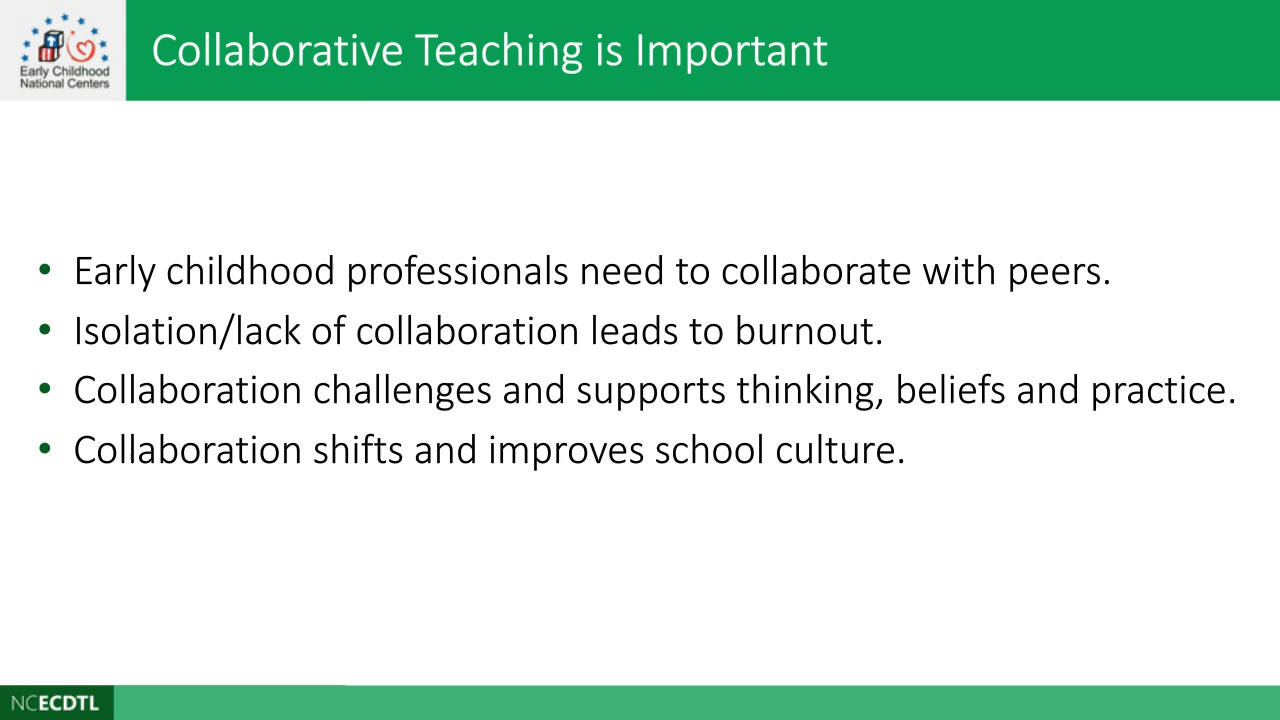 Early Childhood
National Centers
Collaborative Teaching is Important
• Early childhood professionals need to collaborate with peers.
• Isolation/lack of collaboration leads to burnout.
• Collaboration challenges and supports thinking, beliefs and practice.
• Collaboration shifts and improves school culture.
NCECDTL